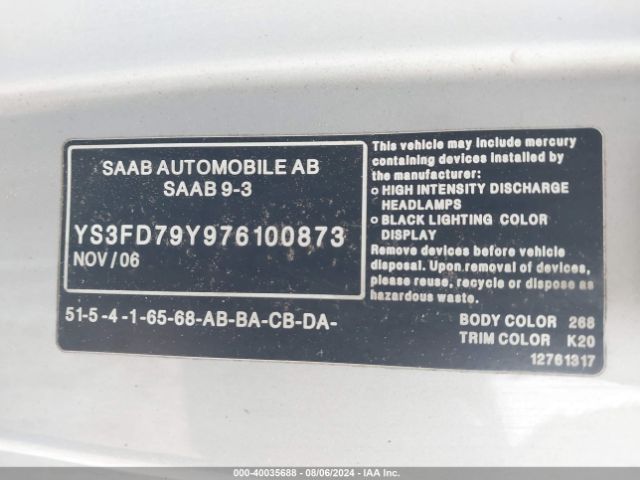 SAAB AUTOMOBILE AB
SAAB 9-3
YS3FD79Y976100873
NOV/06
51-5-4-1-65-68-AB-BA-CB-DA-
This vehicle may include mercury
containing devices installed by
the manufacturer:
o HIGH INTENSITY DISCHARGE
HEADLAMPS
o BLACK LIGHTING COLOR
DISPLAY
Remove devices before vehicle
disposal. Upon removal of devices,
please reuse, recycle or dispose as
hazardous waste.
BODY COLOR 268
TRIM COLOR K20
12761317
000-40035688 - 08/06/2024 - IAA Inc.